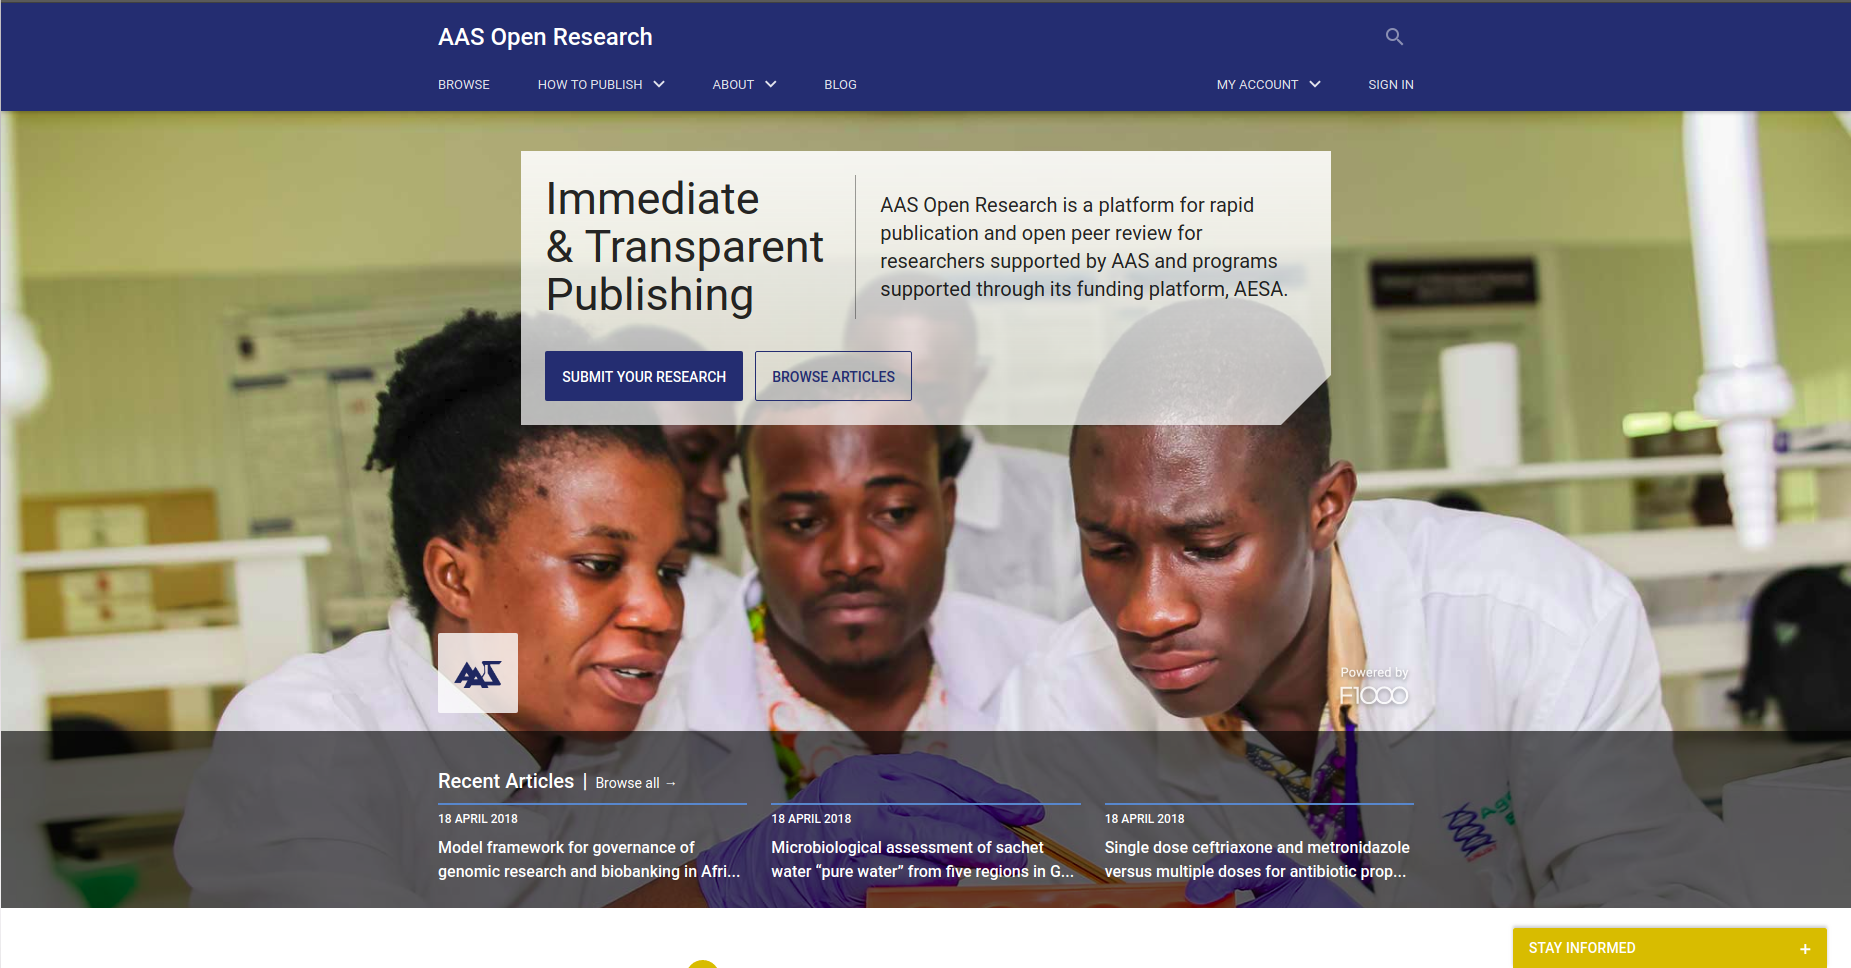 AAS Open Research
BROWSE HOW TO PUBLISH ABOUT BLOG MY ACCOUNT SIGN IN
Immediate
& Transparent
Publishing
AAS Open Research is a platform for rapid
publication and open peer review for
researchers supported by AAS and programs
supported through its funding platform, AESA.
SUBMIT YOUR RESEARCH BROWSE ARTICLES
AAS
Powered by
F1000
Recent Articles | Browse all →
18 APRIL 2018
Model framework for governance of
genomic research and biobanking in Afri...
18 APRIL 2018
Microbiological assessment of sachet
water “pure water” from five regions in G...
18 APRIL 2018
Single dose ceftriaxone and metronidazole
versus multiple doses for antibiotic prop...
STAY INFORMED +